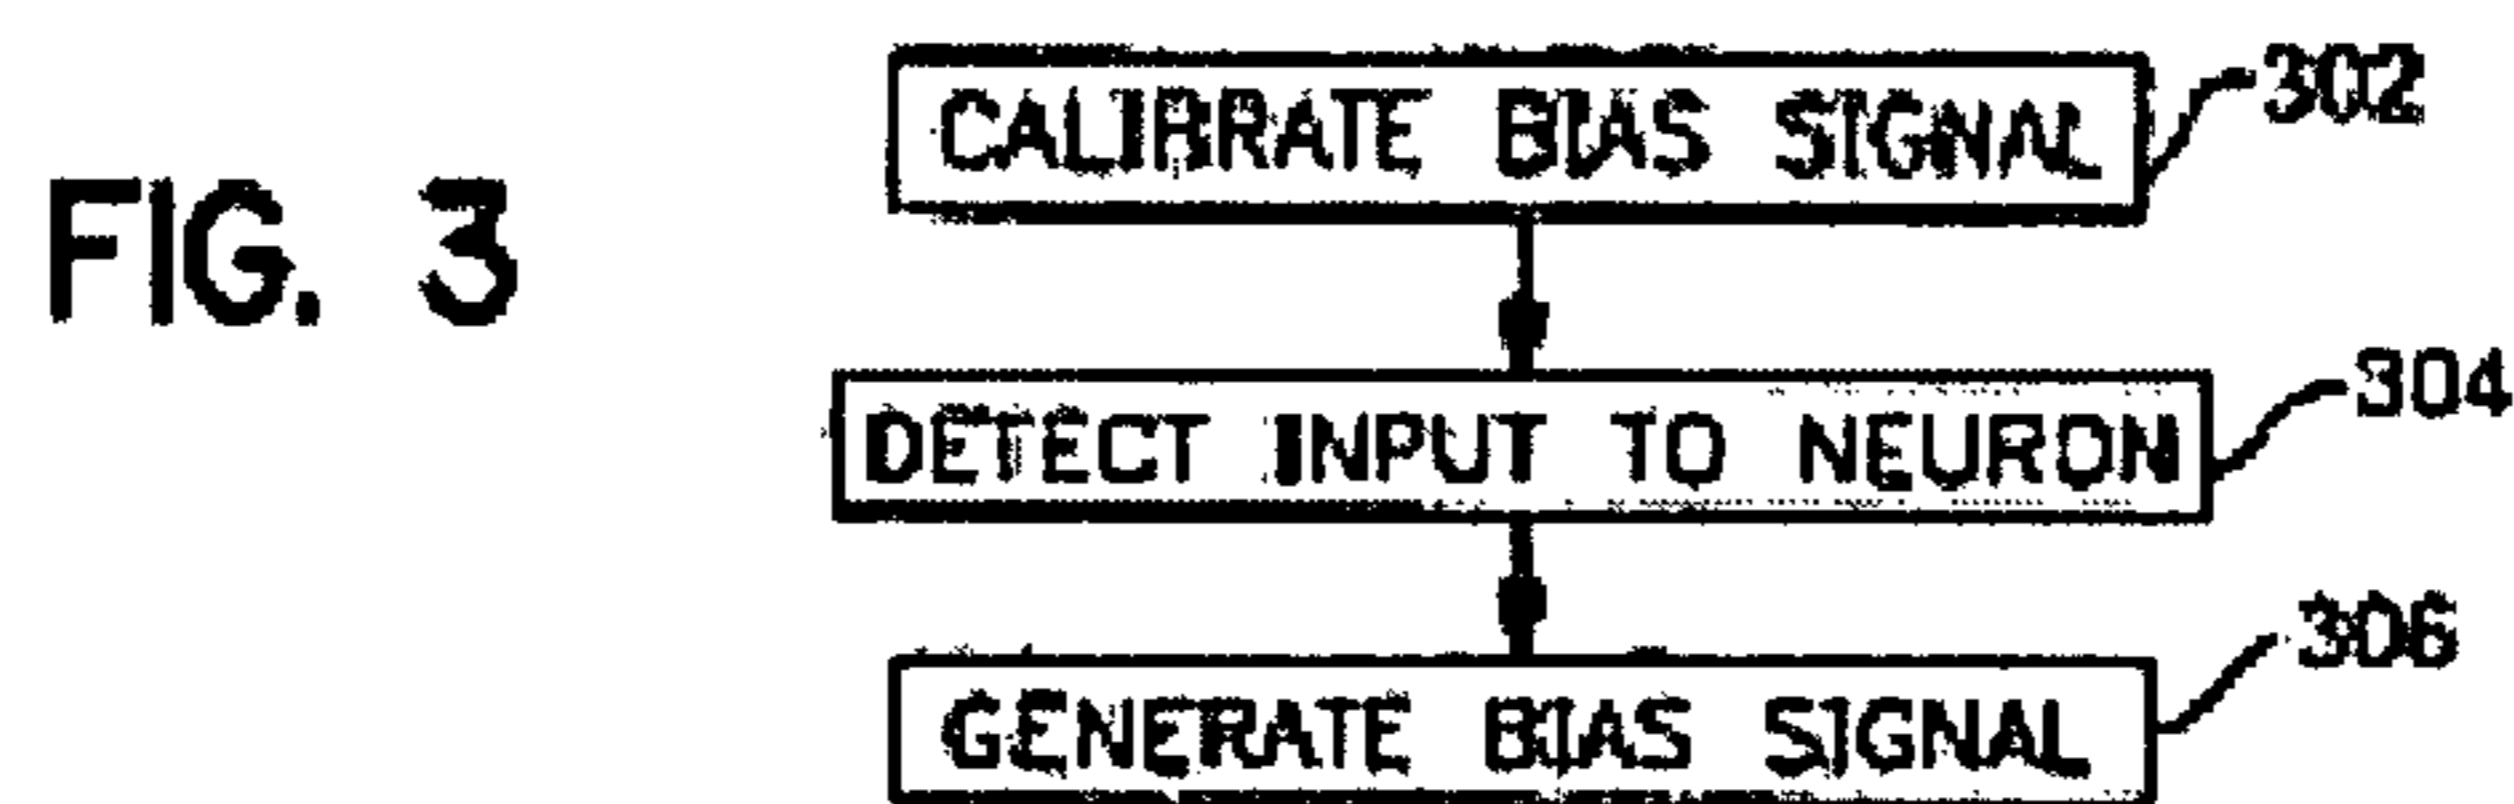 FIG. 3
CALIBRATE BIAS SIGNAL
302
DETECT INPUT TO NEURON
304
GENERATE BIAS SIGNAL
306